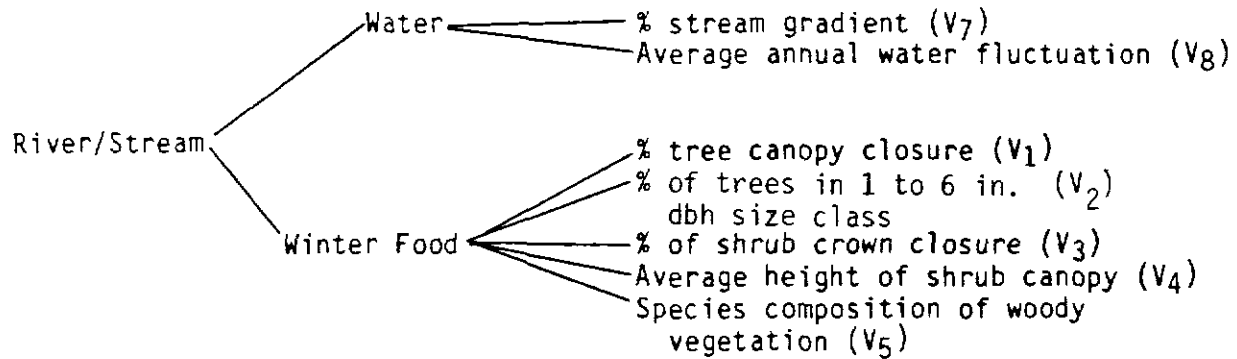 Water
% stream gradient (V7)
Average annual water fluctuation (V8)
River/Stream
Winter Food
% tree canopy closure (V1)
% of trees in 1 to 6 in. (V2)
dbh size class
% of shrub crown closure (V3)
Average height of shrub canopy (V4)
Species composition of woody
vegetation (V5)